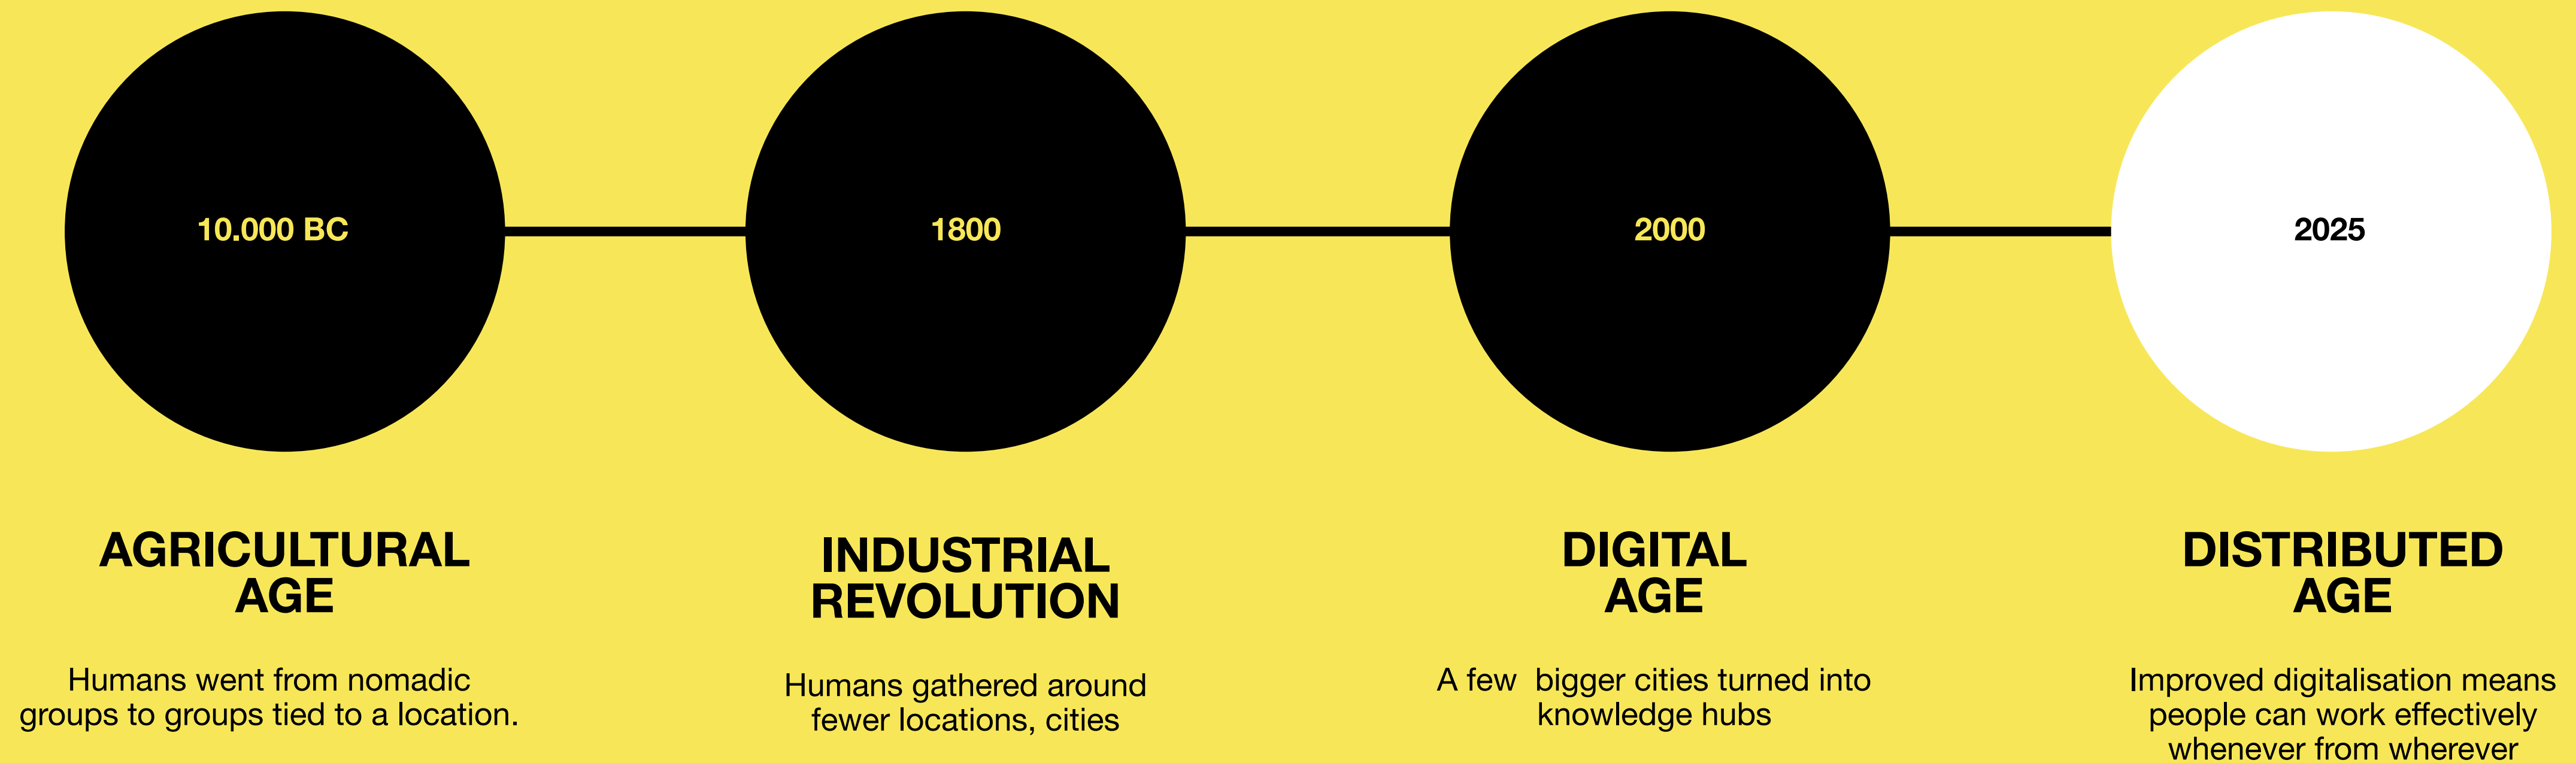 10.000 BC
1800
2000
2025
AGRICULTURAL
AGE
Humans went from nomadic
groups to groups tied to a location.
INDUSTRIAL
REVOLUTION
Humans gathered around
fewer locations, cities
DIGITAL
AGE
A few  bigger cities turned into
knowledge hubs
DISTRIBUTED
AGE
Improved digitalisation means
people can work effectively
whenever from wherever